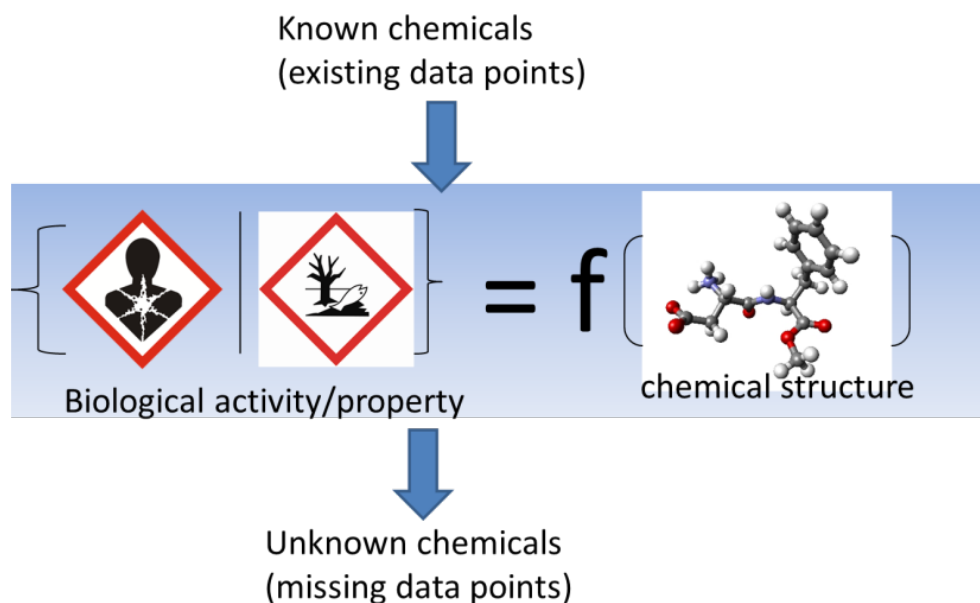 Known chemicals
(existing data points)
= f
Biological activity/property
chemical structure
Unknown chemicals
(missing data points)